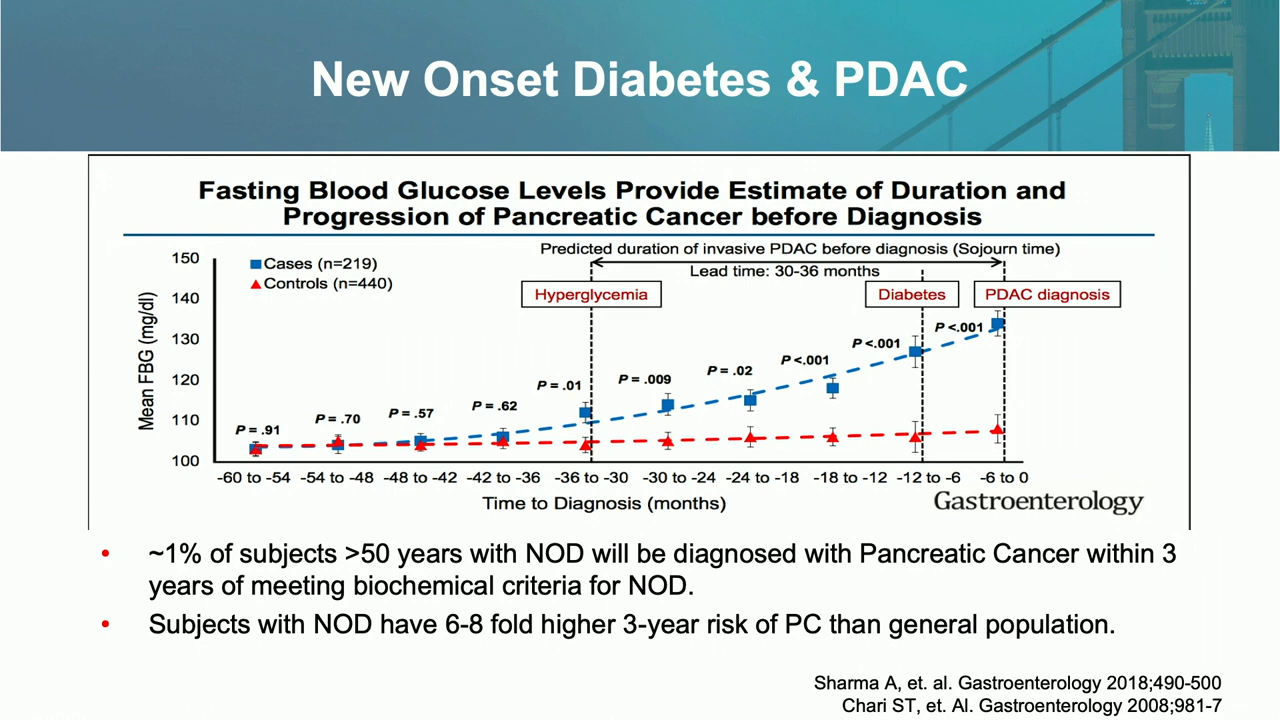 New Onset Diabetes & PDAC
Fasting Blood Glucose Levels Provide Estimate of Duration and
Progression of Pancreatic Cancer before Diagnosis
Predicted duration of invasive PDAC before diagnosis (Sojourn time)
Lead time: 30-36 months
Cases (n=219)
Controls (n=440)
Hyperglycemia
Diabetes
PDAC diagnosis
Mean FBG (mg/dl)
150
140
130
120
110
100
P = .91
P = .70
P = .57
P = .62
P = .01
P = .009
P = .02
P <.001
P <.001
P <.001
-60 to -54
-54 to -48
-48 to -42
-42 to -36
-36 to -30
-30 to -24
-24 to -18
-18 to -12
-12 to -6
-6 to 0
Time to Diagnosis (months)
Gastroenterology
• ~1% of subjects >50 years with NOD will be diagnosed with Pancreatic Cancer within 3
years of meeting biochemical criteria for NOD.
• Subjects with NOD have 6-8 fold higher 3-year risk of PC than general population.
Sharma A, et. al. Gastroenterology 2018;490-500
Chari ST, et. Al. Gastroenterology 2008;981-7